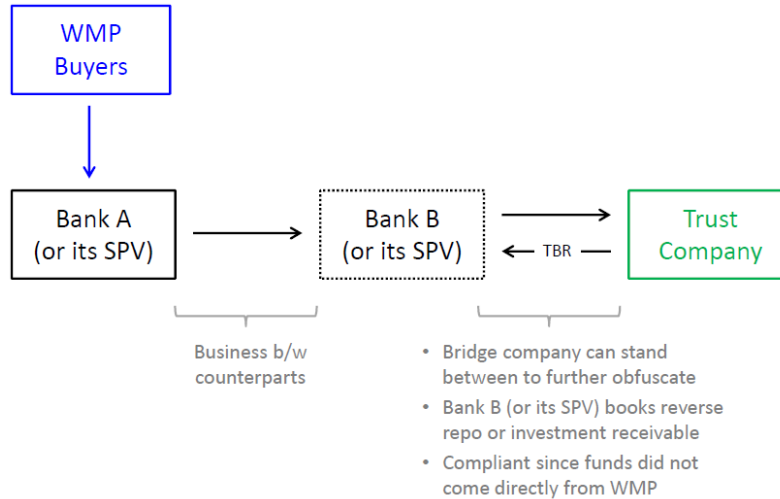 WMP
Buyers
Bank A
(or its SPV)
Bank B
(or its SPV)
TBR
Trust
Company
Business b/w
counterparts
• Bridge company can stand
between to further obfuscate
• Bank B (or its SPV) books reverse
repo or investment receivable
• Compliant since funds did not
come directly from WMP